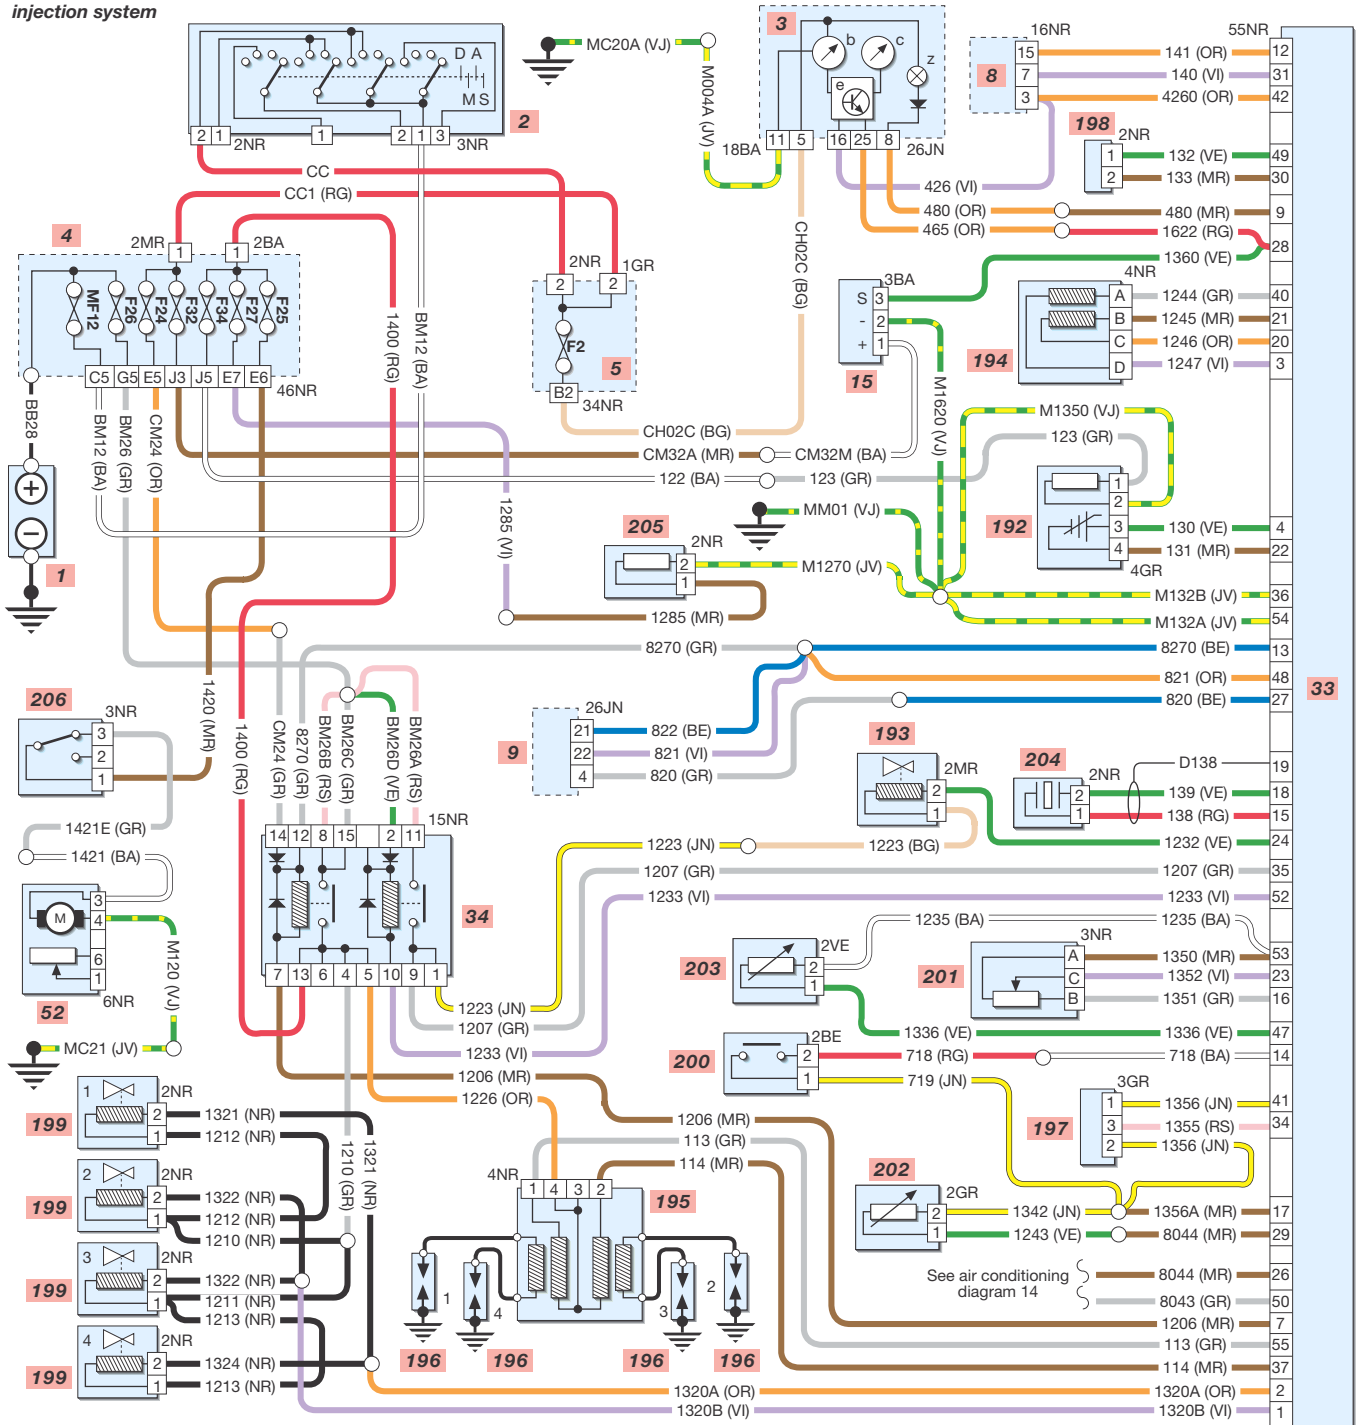 injection system
D A
M S
2
2 1
2NR
1
2 1 3
3NR
CC
CC1 (RG)
MC20A (VJ)
M004A (JV)
3
b
c
z
e
18BA
11 5
16 25 8
26JN
426 (VI)
480 (OR)
465 (OR)
CH02C (BG)
16NR
8
15
7
3
55NR
141 (OR) 12
140 (VI) 31
4260 (OR) 42
198
2NR
1
2
132 (VE) 49
133 (MR) 30
480 (MR) 9
1622 (RG)
28
1360 (VE)
4
2MR
1
1
2BA
MF12
F26
F24
F32
F34
F27
F25
C5 G5 E5 J3 J5 E7 E6
46NR
1400 (RG)
BM12 (BA)
2NR
2
1GR
2
F2
5
B2
34NR
CH02C (BG)
3BA
S 3
- 2
+ 1
15
4NR
A
B
C
D
194
1244 (GR) 40
1245 (MR) 21
1246 (OR) 20
1247 (VI) 3
BB28
BM12 (BA)
BM26 (GR)
CM24 (OR)
CM32A (MR)
CM32M (BA)
122 (BA)
123 (GR)
M1620 (VJ)
M1350 (VJ)
123 (GR)
1
2
3
4
192
4GR
130 (VE) 4
131 (MR) 22
+
−
1
1285 (VI)
MM01 (VJ)
205
2NR
2
1
M1270 (JV)
1285 (MR)
M132B (JV) 36
M132A (JV) 54
8270 (GR)
8270 (BE) 13
821 (OR) 48
820 (BE) 27
33
206
3NR
3
2
1
1420 (MR)
1400 (RG)
CM24 (GR)
8270 (GR)
BM26B (RS)
BM26C (GR)
BM26D (VE)
BM26A (RS)
26JN
9
21
22
4
822 (BE)
821 (VI)
820 (GR)
193
2MR
2
1
204
2NR
2
1
D138 19
139 (VE) 18
138 (RG) 15
1232 (VE) 24
1421E (GR)
1421 (BA)
14 12 8 15 2 11
15NR
34
7 13 6 4 5 10 9 1
1223 (JN)
1223 (BG)
1207 (GR)
1207 (GR) 35
1233 (VI)
1233 (VI) 52
52
M
3
4
6
1
6NR
M120 (VJ)
MC21 (JV)
1235 (BA)
1235 (BA)
53
203
2VE
2
1
201
3NR
A
C
B
1350 (MR)
1352 (VI) 23
1351 (GR) 16
1336 (VE)
1336 (VE) 47
1223 (JN)
1207 (GR)
1233 (VI)
1206 (MR)
1226 (OR)
200
2BE
2
1
718 (RG)
718 (BA) 14
719 (JN)
197
3GR
1
3
2
1356 (JN) 41
1355 (RS) 34
1356 (JN)
1
2NR
199
2
1
1321 (NR)
1212 (NR)
2
2NR
199
2
1
1322 (NR)
1212 (NR)
1210 (NR)
3
2NR
199
2
1
1322 (NR)
1211 (NR)
1213 (NR)
4
2NR
199
2
1
1324 (NR)
1213 (NR)
1210 (GR)
1321 (NR)
1206 (MR)
113 (GR)
114 (MR)
4NR
1 4 3 2
195
1
4
3
2
196
196
196
196
202
2GR
2
1
1342 (JN)
1243 (VE)
1356A (MR) 17
8044 (MR) 29
See air conditioning
diagram 14
8044 (MR) 26
8043 (GR) 50
1206 (MR) 7
113 (GR) 55
114 (MR) 37
1320A (OR)
1320A (OR) 2
1320B (VI)
1320B (VI) 1